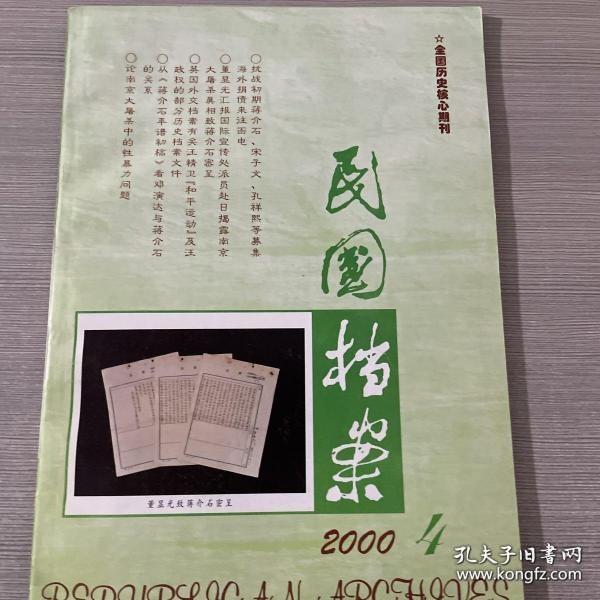 ☆全国历史核心期刊
民国档案
○抗战初期蒋介石、宋子文、孔祥熙等募集
海外捐债来往函电
○董显光汇报国际宣传处派员赴日揭露南京
大屠杀真相致蒋介石密呈
○英国外交档案有关汪精卫『和平运动』及汪
政权的部分历史档案文件
○从《蒋介石年谱初稿》看邓演达与蒋介石
的关系
○论南京大屠杀中的性暴力问题
董显光致蒋介石密呈
2000 4
REPUBLICAN ARCHIVES
孔夫子旧书网
www.kongfz.com